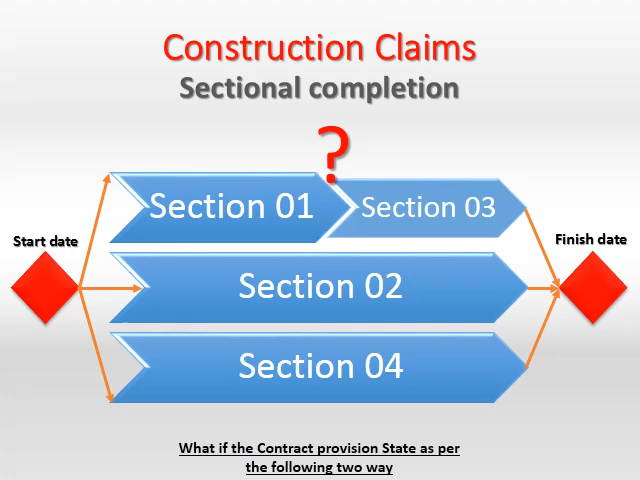 Construction Claims
Sectional completion
?
Section 01
Section 03
Start date
Finish date
Section 02
Section 04
What if the Contract provision State as per
the following two way